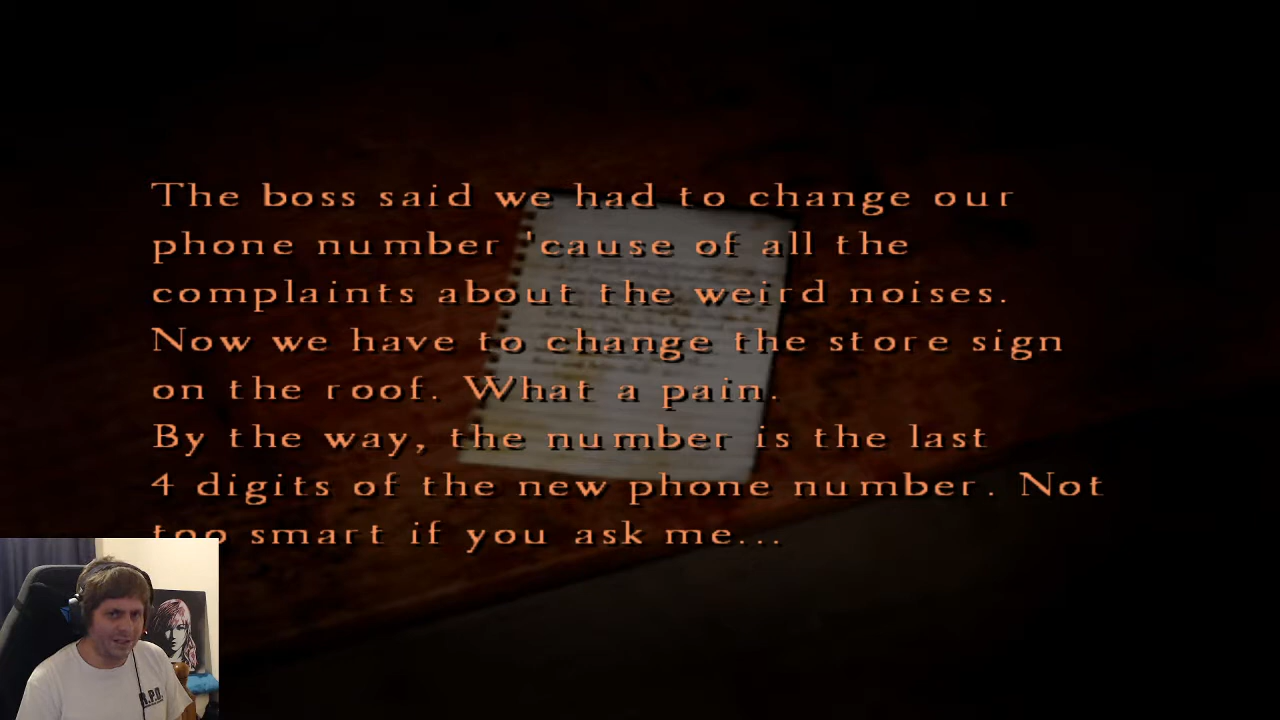 The boss said we had to change our
phone number 'cause of all the
complaints about the weird noises.
Now we have to change the store sign
on the roof. What a pain.
By the way, the number is the last
4 digits of the new phone number. Not
too smart if you ask me...
R.P.D.